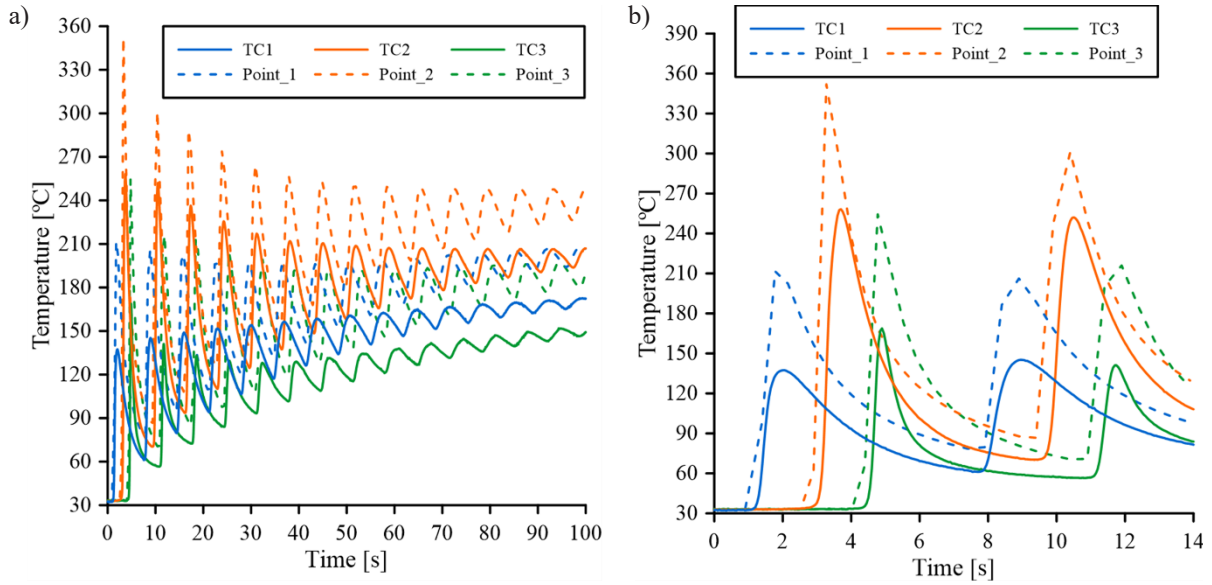 a)
TC1 TC2 TC3
Point_1 Point_2 Point_3
Temperature [ºC]
360
330
300
270
240
210
180
150
120
90
60
30
0 10 20 30 40 50 60 70 80 90 100
Time [s]
b)
TC1 TC2 TC3
Point_1 Point_2 Point_3
Temperature [ºC]
390
360
330
300
270
240
210
180
150
120
90
60
30
0 2 4 6 8 10 12 14
Time [s]